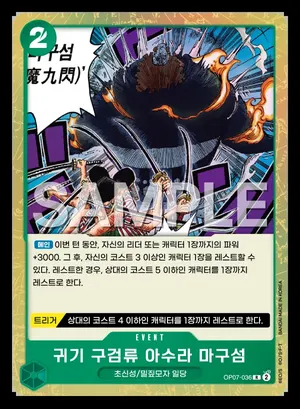 2
마구섬
魔九閃)'
SAMPLE
메인 이번 턴 동안, 자신의 리더 또는 캐릭터 1장까지의 파워
+3000. 그 후, 자신의 코스트 3 이상인 캐릭터 1장을 레스트할 수
있다. 레스트한 경우, 상대의 코스트 5 이하인 캐릭터를 1장까지
레스트로 한다.
트리거 상대의 코스트 4 이하인 캐릭터를 1장까지 레스트로 한다.
EVENT
귀기 구검류 아수라 마구섬
초신성/밀짚모자 일당
OP07-036 R 2